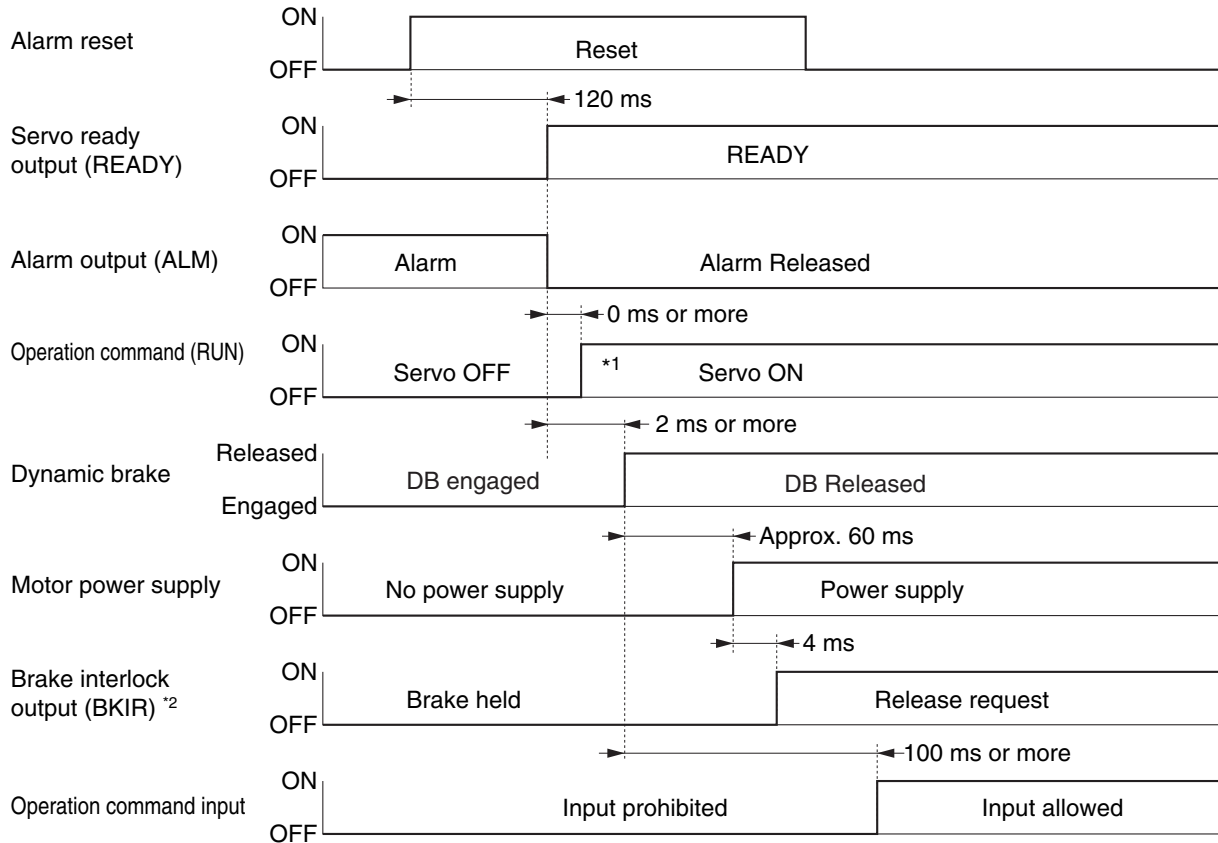 Alarm reset
ON
OFF
Reset
120 ms
Servo ready
output (READY)
ON
OFF
READY
Alarm output (ALM)
ON
OFF
Alarm
Alarm Released
0 ms or more
Operation command (RUN)
ON
OFF
Servo OFF
*1
Servo ON
2 ms or more
Dynamic brake
Released
Engaged
DB engaged
DB Released
Approx. 60 ms
Motor power supply
ON
OFF
No power supply
Power supply
4 ms
Brake interlock
output (BKIR) *2
ON
OFF
Brake held
Release request
100 ms or more
Operation command input
ON
OFF
Input prohibited
Input allowed